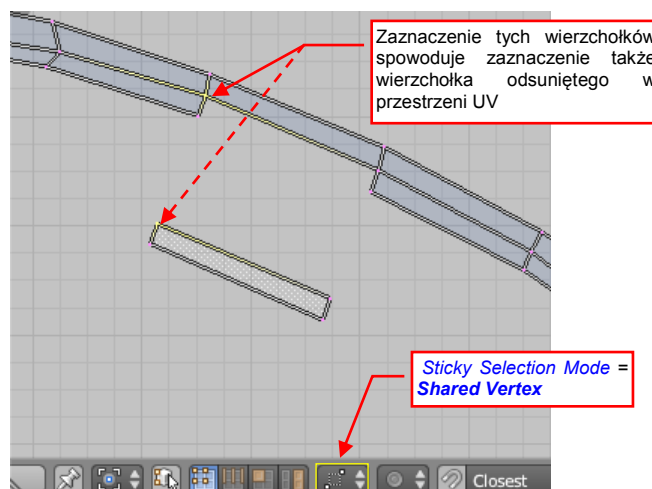 Zaznaczenie tych wierzchołków
spowoduje zaznaczenie także
wierzchołka odsuniętego w
przestrzeni UV
Sticky Selection Mode =
Shared Vertex
Closest